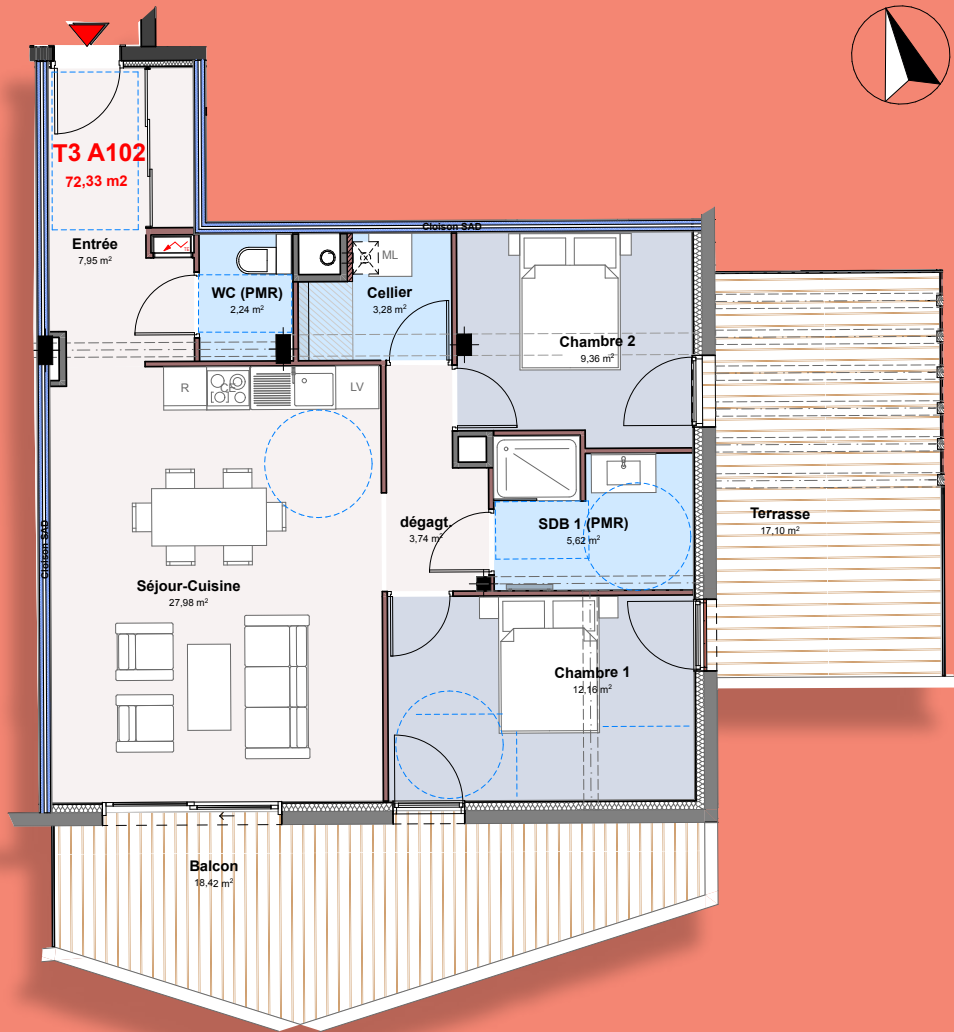 T3 A102
72,33 m2
Entrée
7,95 m²
Cloison SAD
WC (PMR)
2,24 m²
ML
Cellier
3,28 m²
Chambre 2
9,36 m²
R
LV
Cloison SAD
dégagt.
3,74 m²
SDB 1 (PMR)
5,62 m²
Terrasse
17,10 m²
Séjour-Cuisine
27,98 m²
Chambre 1
12,16 m²
Balcon
18,42 m²